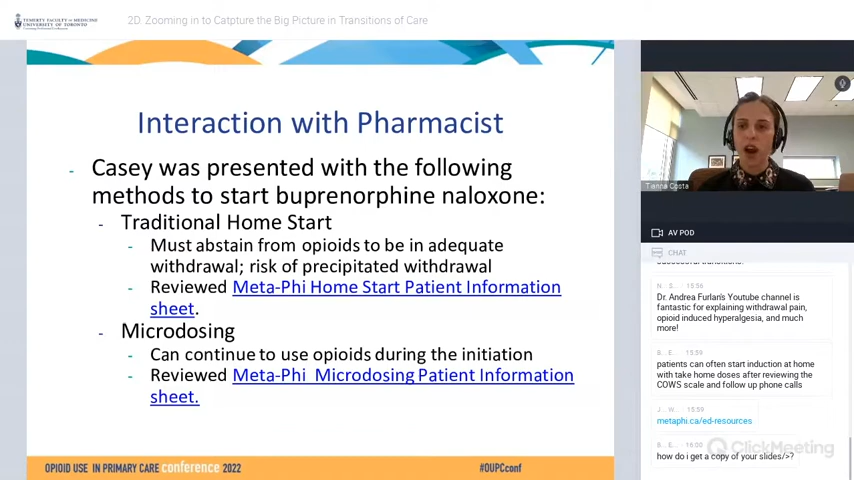 TEMERTY FACULTY OF MEDICINE
UNIVERSITY OF TORONTO
2D. Zooming in to Catpture the Big Picture in Transitions of Care
Interaction with Pharmacist
- Casey was presented with the following
methods to start buprenorphine naloxone:
- Traditional Home Start
- Must abstain from opioids to be in adequate
withdrawal; risk of precipitated withdrawal
- Reviewed Meta-Phi Home Start Patient Information
sheet.
- Microdosing
- Can continue to use opioids during the initiation
- Reviewed Meta-Phi  Microdosing Patient Information
sheet.
OPIOID USE IN PRIMARY CARE conference 2022
#OUPCconf
Tianna Costa
AV POD
CHAT
N... S... 15:56
Dr. Andrea Furlan's Youtube channel is
fantastic for explaining withdrawal pain,
opioid induced hyperalgesia, and much
more!
B... E... 15:59
patients can often start induction at home
with take home doses after reviewing the
COWS scale and follow up phone calls
J... W... 15:59
metaphi.ca/ed-resources
B... E... 16:00
how do i get a copy of your slides/>?
ClickMeeting